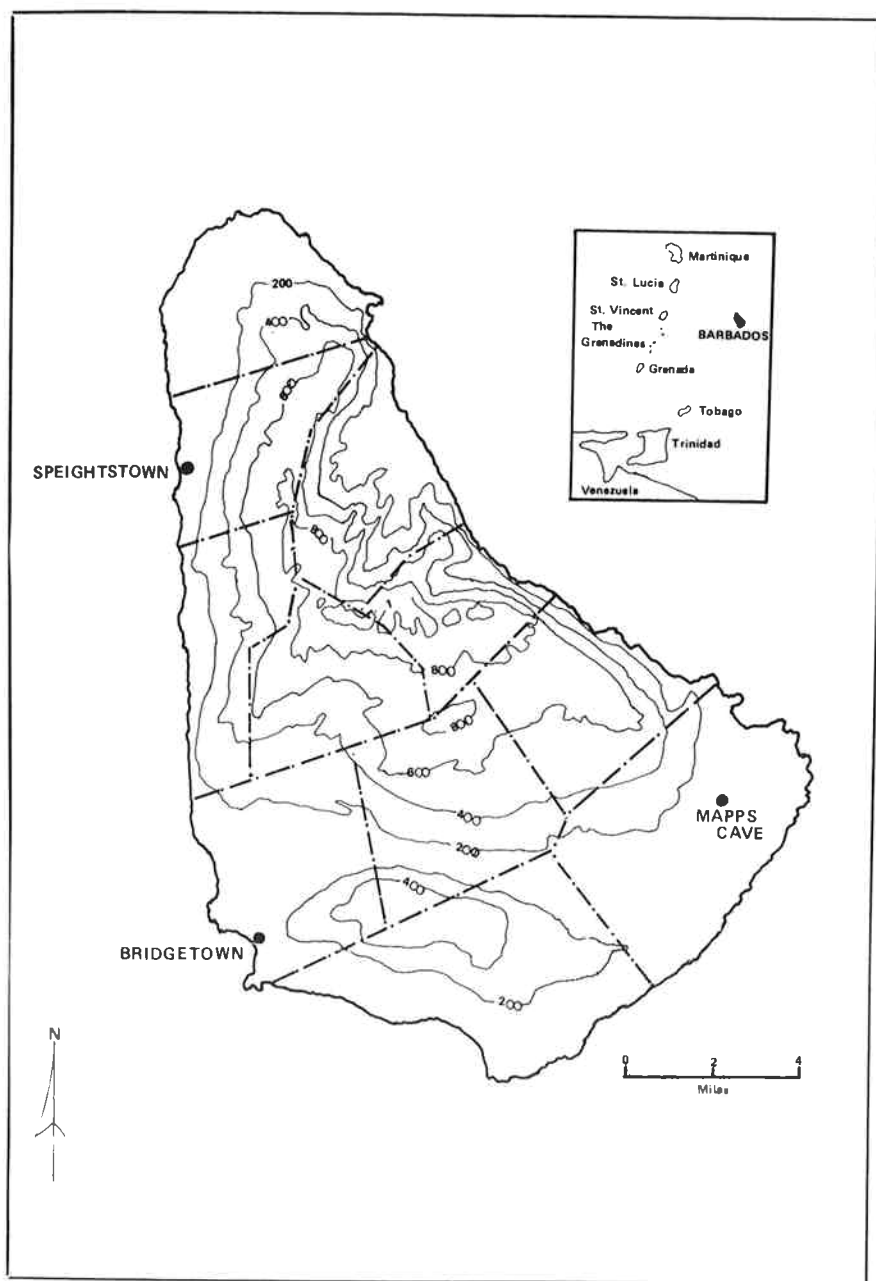 200
400
Martinique
St. Lucia
St. Vincent
The
Grenadines
BARBADOS
Grenada
Tobago
Trinidad
Venezuela
SPEIGHTSTOWN
800
800
800
600
400
200
MAPPS
CAVE
400
BRIDGETOWN
200
N
0 2 4
Miles